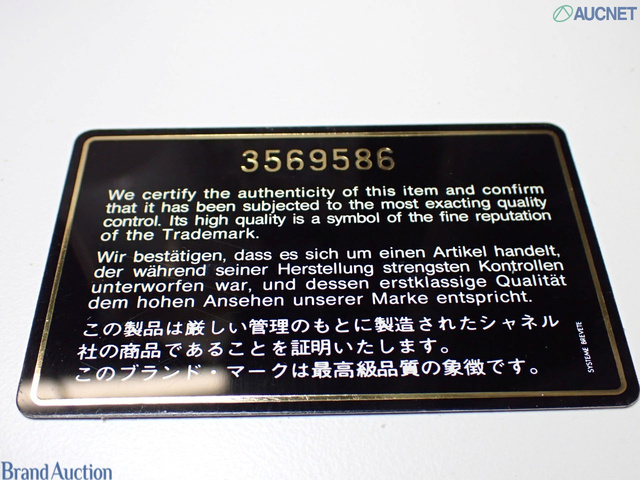 AUCNET
3569586
We certify the authenticity of this item and confirm
that it has been subjected to the most exacting quality
control. Its high quality is a symbol of the fine reputation
of the Trademark.
Wir bestätigen, dass es sich um einen Artikel handelt,
der während seiner Herstellung strengsten Kontrollen
unterworfen war, und dessen erstklassige Qualität
dem hohen Ansehen unserer Marke entspricht.
この製品は厳しい管理のもとに製造されたシャネル
社の商品であることを証明いたします。
このブランド・マークは最高級品質の象徴です。
SYSTEME BREVETE
Brand Auction